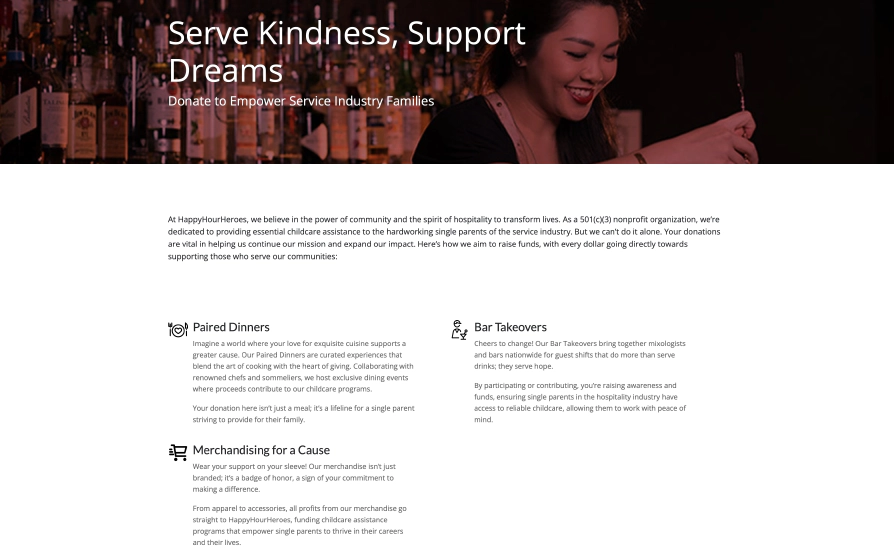 Serve Kindness, Support
Dreams
Donate to Empower Service Industry Families
At HappyHourHeroes, we believe in the power of community and the spirit of hospitality to transform lives. As a 501(c)(3) nonprofit organization, we're
dedicated to providing essential childcare assistance to the hardworking single parents of the service industry. But we can't do it alone. Your donations
are vital in helping us continue our mission and expand our impact. Here's how we aim to raise funds, with every dollar going directly towards
supporting those who serve our communities:
Paired Dinners
Imagine a world where your love for exquisite cuisine supports a
greater cause. Our Paired Dinners are curated experiences that
blend the art of cooking with the heart of giving. Collaborating with
renowned chefs and sommeliers, we host exclusive dining events
where proceeds contribute to our childcare programs.
Your donation here isn't just a meal; it's a lifeline for a single parent
striving to provide for their family.
Bar Takeovers
Cheers to change! Our Bar Takeovers bring together mixologists
and bars nationwide for guest shifts that do more than serve
drinks; they serve hope.
By participating or contributing, you're raising awareness and
funds, ensuring single parents in the hospitality industry have
access to reliable childcare, allowing them to work with peace of
mind.
Merchandising for a Cause
Wear your support on your sleeve! Our merchandise isn't just
branded; it's a badge of honor, a sign of your commitment to
making a difference.
From apparel to accessories, all profits from our merchandise go
straight to HappyHourHeroes, funding childcare assistance
programs that empower single parents to thrive in their careers
and their lives.